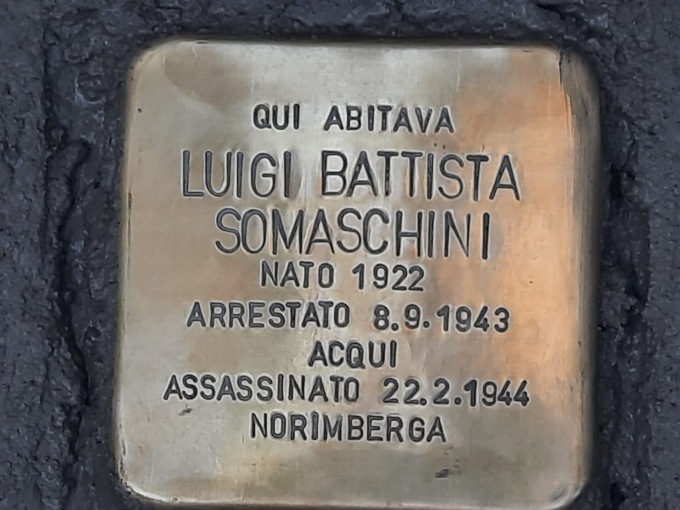 QUI ABITAVA
LUIGI BATTISTA
SOMASCHINI
NATO 1922
ARRESTATO 8.9.1943
ACQUI
ASSASSINATO 22.2.1944
NORIMBERGA